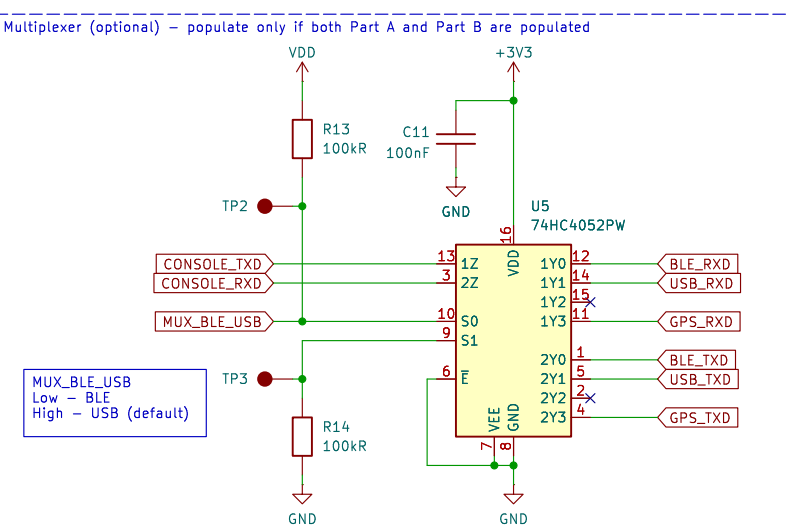 Multiplexer (optional) – populate only if both Part A and Part B are populated
VDD
+3V3
R13
100kR
C11
100nF
TP2
GND
U5
74HC4052PW
16
VDD
CONSOLE_TXD
13
1Z
1Y0
12
BLE_RXD
CONSOLE_RXD
3
2Z
1Y1
14
USB_RXD
1Y2
15
MUX_BLE_USB
10
S0
1Y3
11
GPS_RXD
9
S1
2Y0
1
BLE_TXD
TP3
6
E
2Y1
5
USB_TXD
2Y2
2
2Y3
4
GPS_TXD
VEE
GND
7
8
MUX_BLE_USB
Low – BLE
High – USB (default)
R14
100kR
GND
GND